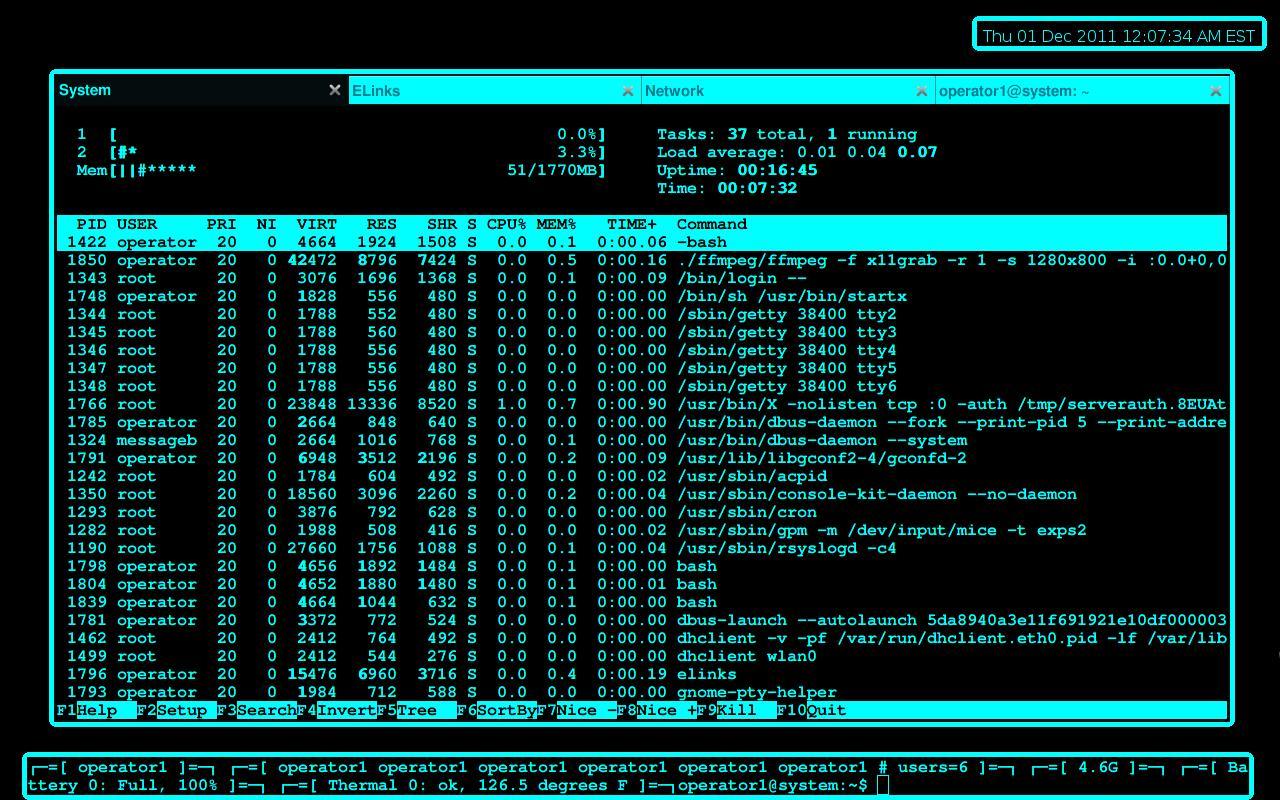 Thu 01 Dec 2011 12:07:34 AM EST
System ELinks Network operator1@system: ~
1 [ 0.0%] Tasks: 37 total, 1 running
2 [#* 3.3%] Load average: 0.01 0.04 0.07
Mem[||#***** 51/1770MB] Uptime: 00:16:45
Time: 00:07:32
PID USER PRI NI VIRT RES SHR S CPU% MEM% TIME+ Command
1422 operator 20 0 4664 1924 1508 S 0.0 0.1 0:00.06 -bash
1850 operator 20 0 42472 8796 7424 S 0.0 0.5 0:00.16 ./ffmpeg/ffmpeg -f x11grab -r 1 -s 1280x800 -i :0.0+0,0
1343 root 20 0 3076 1696 1368 S 0.0 0.1 0:00.09 /bin/login --
1748 operator 20 0 1828 556 480 S 0.0 0.0 0:00.00 /bin/sh /usr/bin/startx
1344 root 20 0 1788 552 480 S 0.0 0.0 0:00.00 /sbin/getty 38400 tty2
1345 root 20 0 1788 560 480 S 0.0 0.0 0:00.00 /sbin/getty 38400 tty3
1346 root 20 0 1788 556 480 S 0.0 0.0 0:00.00 /sbin/getty 38400 tty4
1347 root 20 0 1788 556 480 S 0.0 0.0 0:00.00 /sbin/getty 38400 tty5
1348 root 20 0 1788 556 480 S 0.0 0.0 0:00.00 /sbin/getty 38400 tty6
1766 root 20 0 23848 13336 8520 S 1.0 0.7 0:00.90 /usr/bin/X -nolisten tcp :0 -auth /tmp/serverauth.8EUAt
1785 operator 20 0 2664 848 640 S 0.0 0.0 0:00.00 /usr/bin/dbus-daemon --fork --print-pid 5 --print-addre
1324 messageb 20 0 2664 1016 768 S 0.0 0.1 0:00.00 /usr/bin/dbus-daemon --system
1791 operator 20 0 6948 3512 2196 S 0.0 0.2 0:00.09 /usr/lib/libgconf2-4/gconfd-2
1242 root 20 0 1784 604 492 S 0.0 0.0 0:00.02 /usr/sbin/acpid
1350 root 20 0 18560 3096 2260 S 0.0 0.2 0:00.04 /usr/sbin/console-kit-daemon --no-daemon
1293 root 20 0 3876 792 628 S 0.0 0.0 0:00.00 /usr/sbin/cron
1282 root 20 0 1988 508 416 S 0.0 0.0 0:00.02 /usr/sbin/gpm -m /dev/input/mice -t exps2
1190 root 20 0 27660 1756 1088 S 0.0 0.1 0:00.04 /usr/sbin/rsyslogd -c4
1798 operator 20 0 4656 1892 1484 S 0.0 0.1 0:00.00 bash
1804 operator 20 0 4652 1880 1480 S 0.0 0.1 0:00.01 bash
1839 operator 20 0 4664 1044 632 S 0.0 0.1 0:00.00 bash
1781 operator 20 0 3372 772 524 S 0.0 0.0 0:00.00 dbus-launch --autolaunch 5da8940a3e11f691921e10df000003
1462 root 20 0 2412 764 492 S 0.0 0.0 0:00.00 dhclient -v -pf /var/run/dhclient.eth0.pid -lf /var/lib
1499 root 20 0 2412 544 276 S 0.0 0.0 0:00.00 dhclient wlan0
1796 operator 20 0 15476 6960 3716 S 0.0 0.4 0:00.19 elinks
1793 operator 20 0 1984 712 588 S 0.0 0.0 0:00.00 gnome-pty-helper
F1Help F2Setup F3SearchF4InvertF5Tree F6SortByF7Nice -F8Nice +F9Kill F10Quit
┌─=[ operator1 ]=─┐ ┌─=[ operator1 operator1 operator1 operator1 operator1 operator1 # users=6 ]=─┐ ┌─=[ 4.6G ]=─┐ ┌─=[ Ba
ttery 0: Full, 100% ]=─┐ ┌─=[ Thermal 0: ok, 126.5 degrees F ]=─┐operator1@system:~$